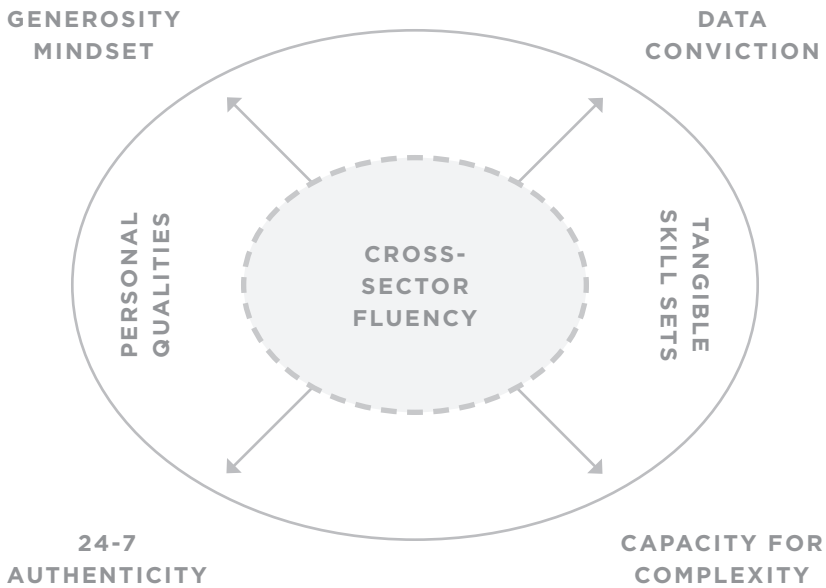 GENEROSITY
MINDSET
DATA
CONVICTION
PERSONAL
QUALITIES
CROSS-
SECTOR
FLUENCY
TANGIBLE
SKILL SETS
24-7
AUTHENTICITY
CAPACITY FOR
COMPLEXITY